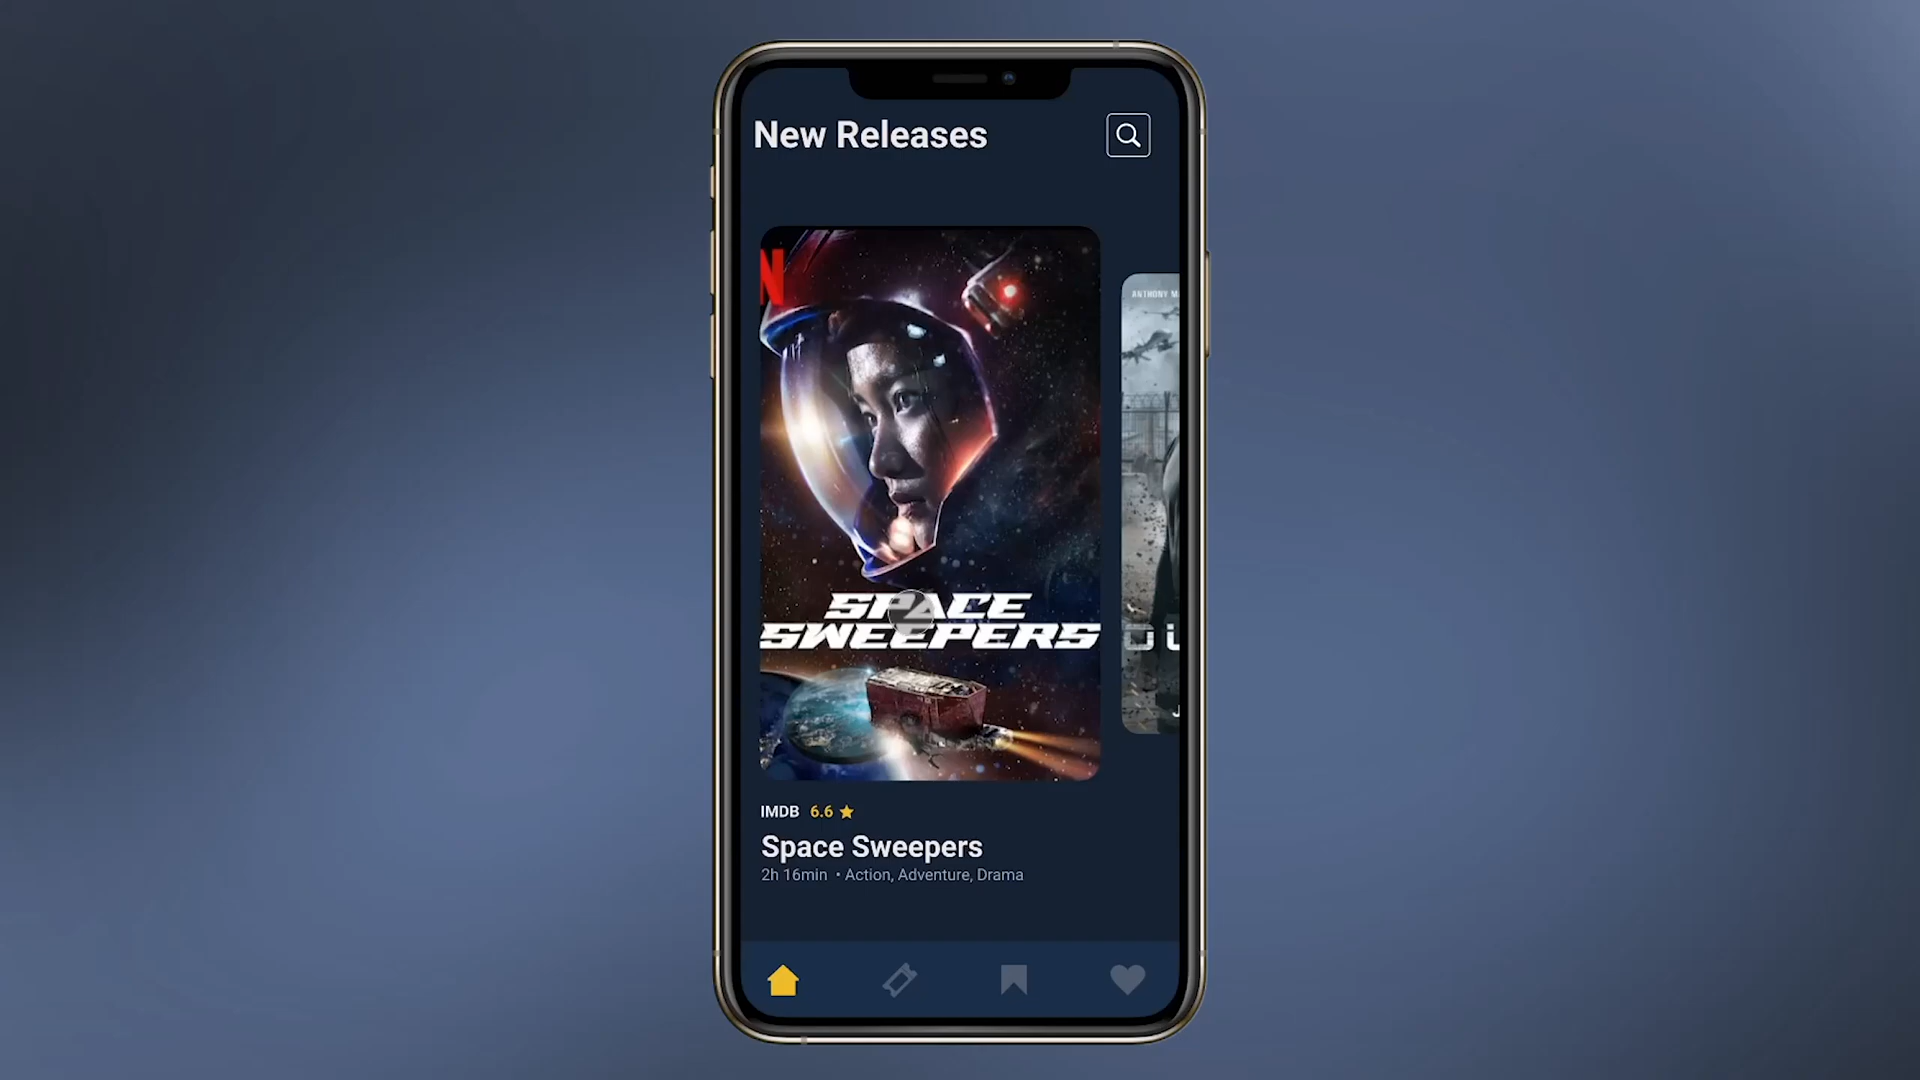 New Releases
N
ANTHONY M
SPACE
SWEEPERS
IMDB 6.6
Space Sweepers
2h 16min • Action, Adventure, Drama